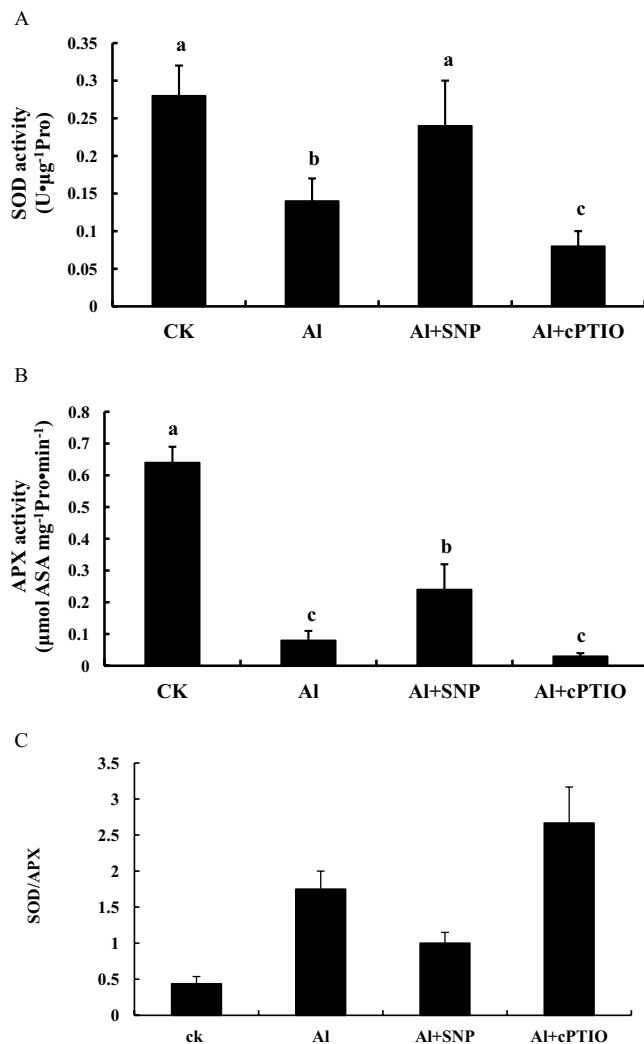 A
0.35
0.3
0.25
0.2
0.15
0.1
0.05
0
SOD activity
(U•µg⁻¹Pro)
a
b
a
c
CK Al Al+SNP Al+cPTIO
B
0.8
0.7
0.6
0.5
0.4
0.3
0.2
0.1
0
APX activity
(µmol ASA mg⁻¹Pro•min⁻¹)
a
c
b
c
CK Al Al+SNP Al+cPTIO
C
3.5
3
2.5
2
1.5
1
0.5
0
SOD/APX
ck Al Al+SNP Al+cPTIO